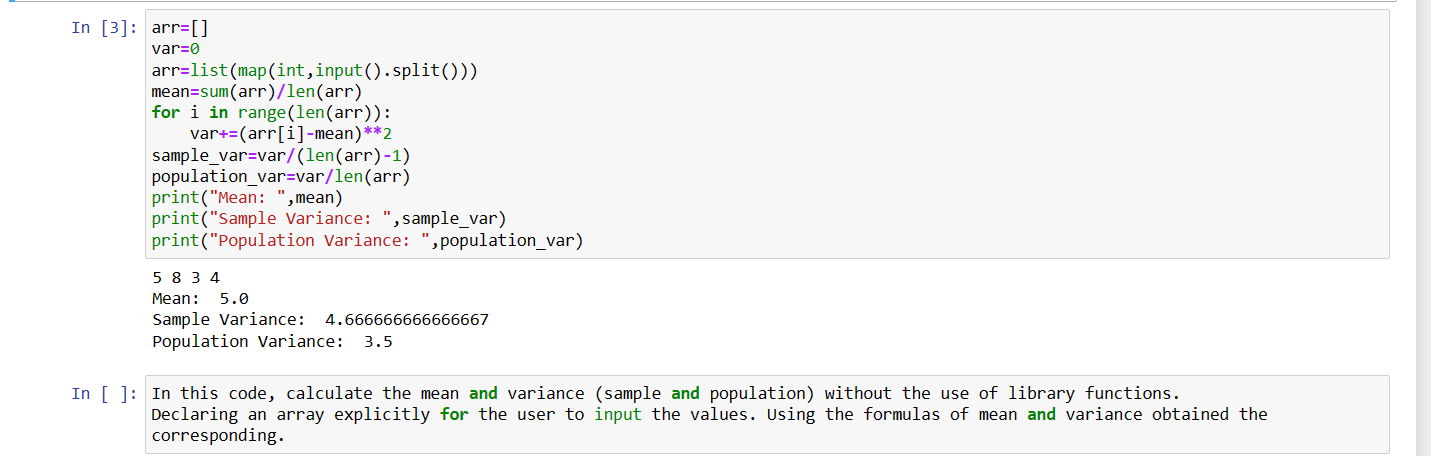 In [3]: arr=[]
var=0
arr=list(map(int,input().split()))
mean=sum(arr)/len(arr)
for i in range(len(arr)):
    var+=(arr[i]-mean)**2
sample_var=var/(len(arr)-1)
population_var=var/len(arr)
print("Mean: ",mean)
print("Sample Variance: ",sample_var)
print("Population Variance: ",population_var)
5 8 3 4
Mean:  5.0
Sample Variance:  4.666666666666667
Population Variance:  3.5
In [ ]: In this code, calculate the mean and variance (sample and population) without the use of library functions.
Declaring an array explicitly for the user to input the values. Using the formulas of mean and variance obtained the
corresponding.